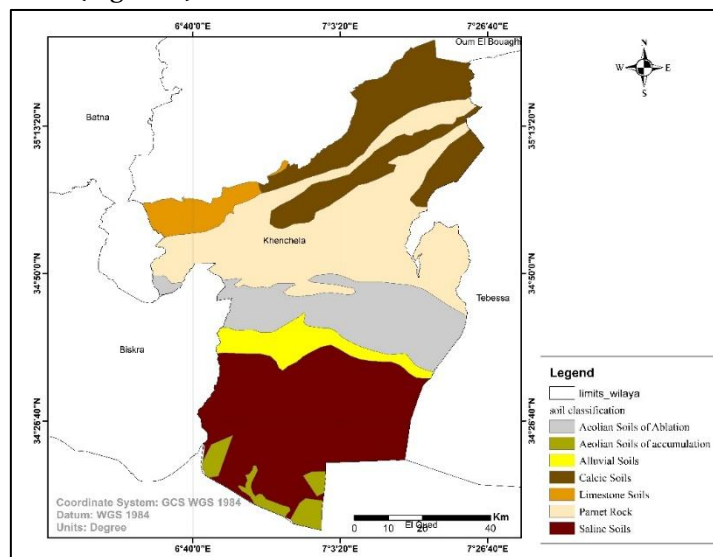 6°40'0"E 7°3'20"E 7°26'40"E
Oum El Bouaghi
N
W E
S
Batna
35°13'20"N 35°13'20"N
Khenchela
34°50'0"N 34°50'0"N
Tebessa
Biskra
34°26'40"N 34°26'40"N
Legend
limits_wilaya
soil classification
Aeolian Soils of Ablation
Aeolian Soils of accumulation
Alluvial Soils
Calcic Soils
Limestone Soils
Parnet Rock
Saline Soils
Coordinate System: GCS WGS 1984
Datum: WGS 1984
Units: Degree
Km
0 10 20 40
El Oued
6°40'0"E 7°3'20"E 7°26'40"E